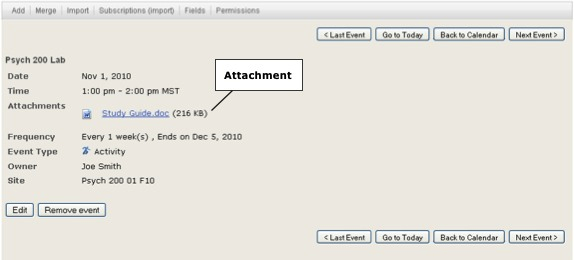 Add | Merge | Import | Subscriptions (import) | Fields | Permissions
< Last Event Go to Today Back to Calendar Next Event >
Psych 200 Lab
Date Nov 1, 2010
Time 1:00 pm - 2:00 pm MST
Attachment
Attachments Study Guide.doc (216 KB)
Frequency Every 1 week(s) , Ends on Dec 5, 2010
Event Type Activity
Owner Joe Smith
Site Psych 200 01 F10
Edit Remove event
< Last Event Go to Today Back to Calendar Next Event >